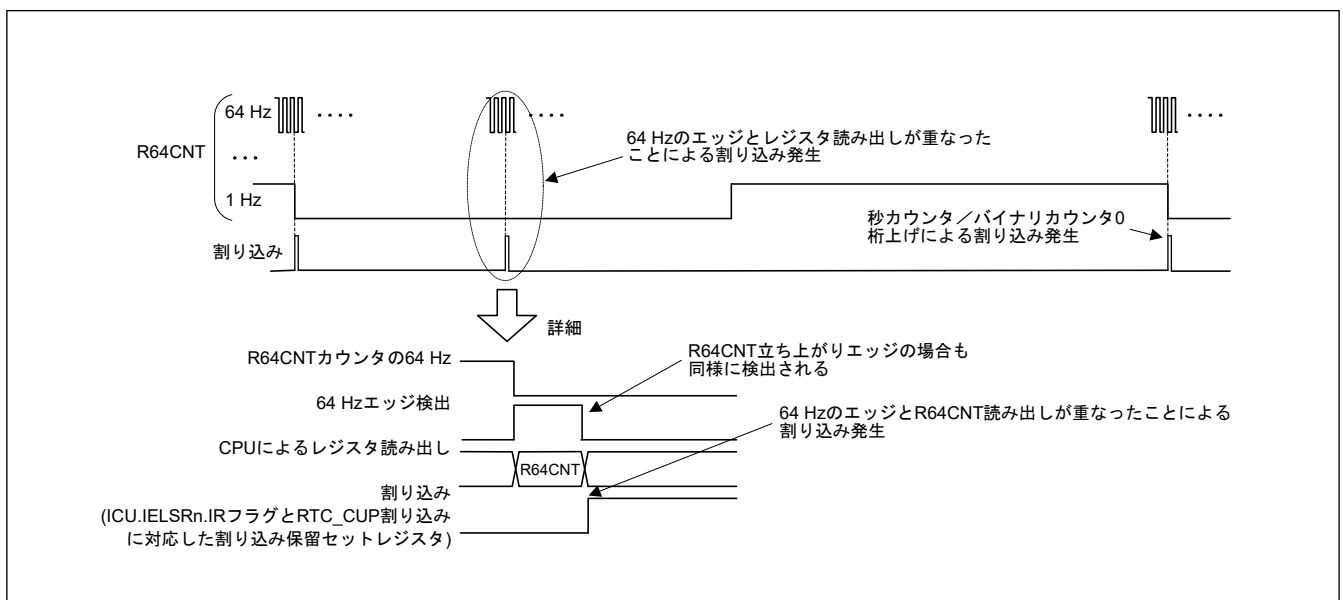 64 Hz
R64CNT
1 Hz
割り込み
64 Hzのエッジとレジスタ読み出しが重なった
ことによる割り込み発生
秒カウンタ／バイナリカウンタ0
桁上げによる割り込み発生
詳細
R64CNTカウンタの64 Hz
R64CNT立ち上がりエッジの場合も
同様に検出される
64 Hzエッジ検出
64 HzのエッジとR64CNT読み出しが重なったことによる
割り込み発生
CPUによるレジスタ読み出し
R64CNT
割り込み
(ICU.IELSRn.IRフラグとRTC_CUP割り込み
に対応した割り込み保留セットレジスタ)